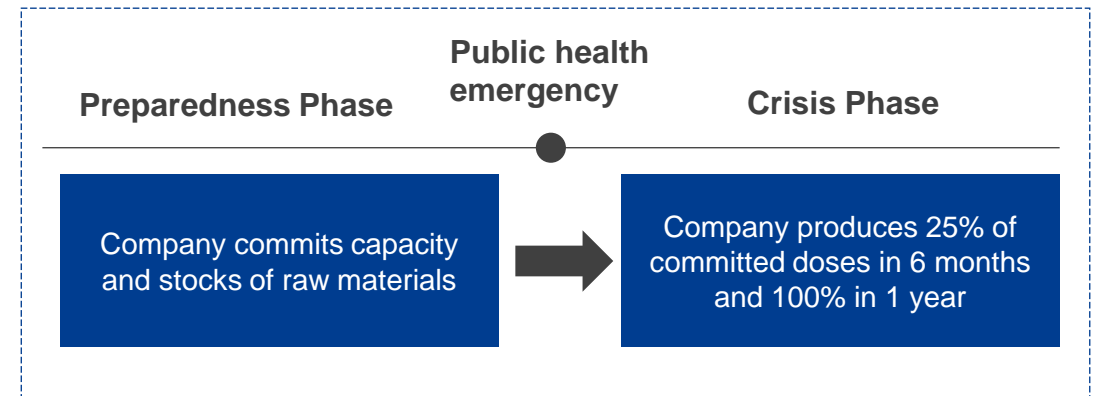 Public health
emergency
Preparedness Phase
Crisis Phase
Company commits capacity
and stocks of raw materials
Company produces 25% of
committed doses in 6 months
and 100% in 1 year